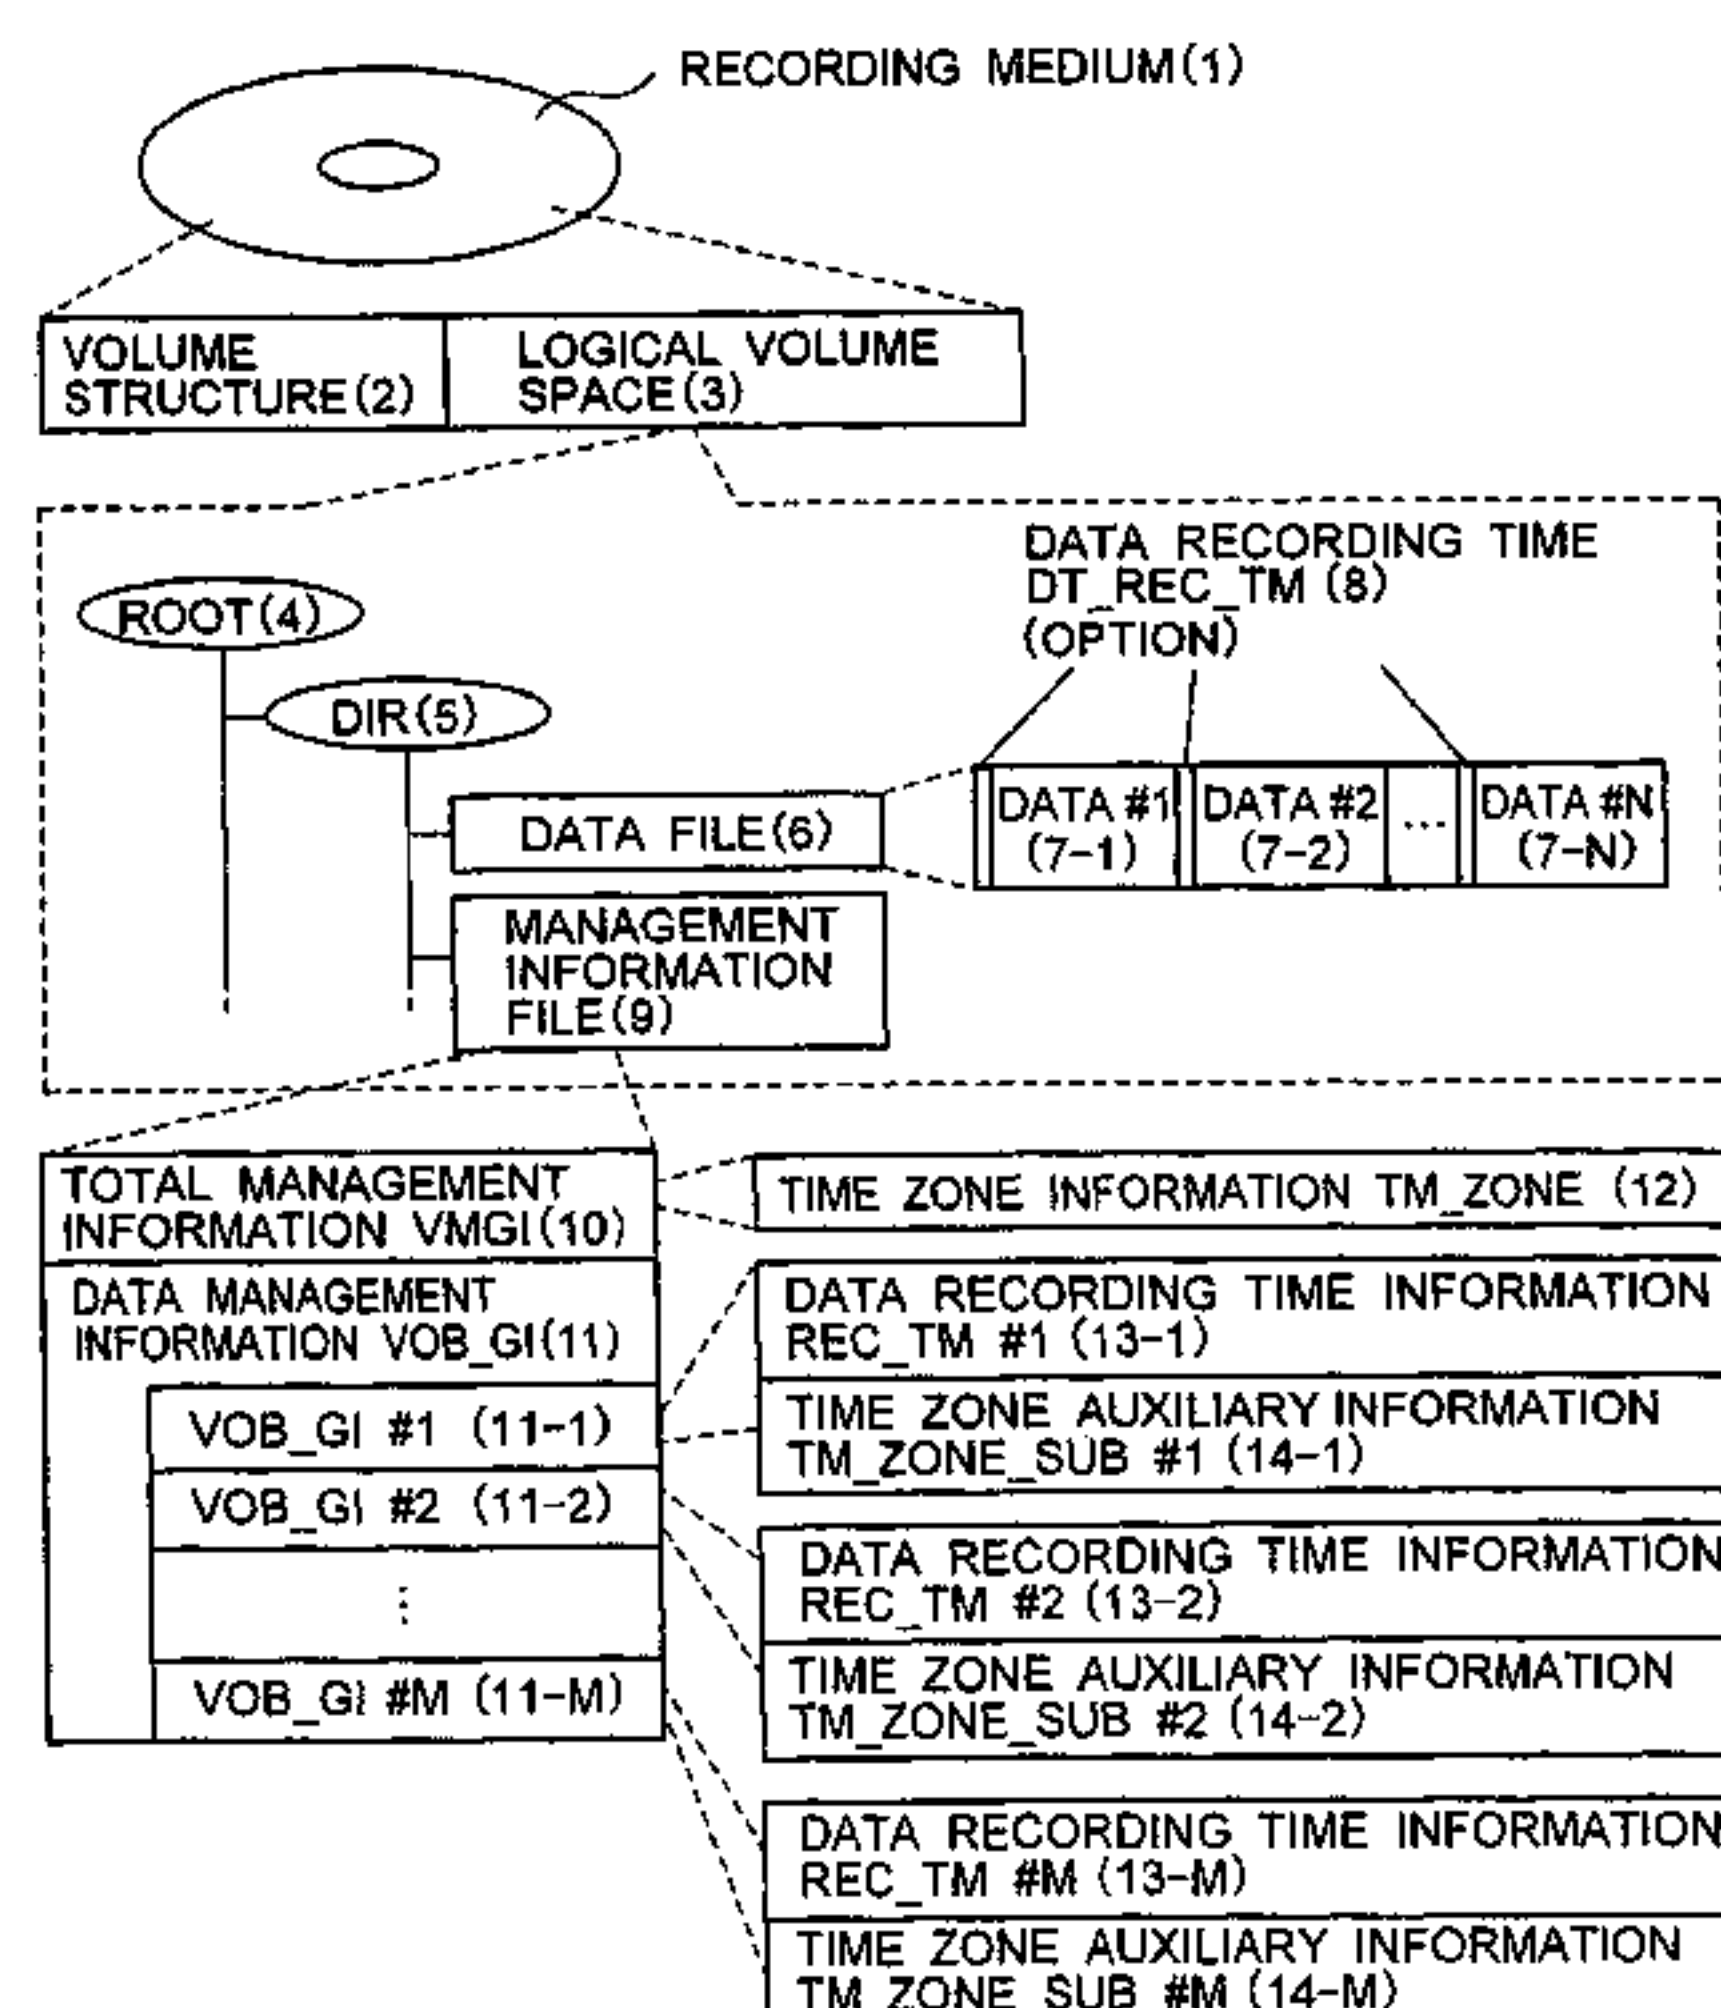 RECORDING MEDIUM(1)
VOLUME
STRUCTURE(2)
LOGICAL VOLUME
SPACE(3)
DATA RECORDING TIME
DT_REC_TM (8)
(OPTION)
ROOT(4)
DIR(5)
DATA FILE(6)
DATA #1
(7-1)
DATA #2
(7-2)
...
DATA #N
(7-N)
MANAGEMENT
INFORMATION
FILE(9)
TOTAL MANAGEMENT
INFORMATION VMGI(10)
TIME ZONE INFORMATION TM_ZONE (12)
DATA MANAGEMENT
INFORMATION VOB_GI(11)
VOB_GI #1 (11-1)
VOB_GI #2 (11-2)
⋮
VOB_GI #M (11-M)
DATA RECORDING TIME INFORMATION
REC_TM #1 (13-1)
TIME ZONE AUXILIARY INFORMATION
TM_ZONE_SUB #1 (14-1)
DATA RECORDING TIME INFORMATION
REC_TM #2 (13-2)
TIME ZONE AUXILIARY INFORMATION
TM_ZONE_SUB #2 (14-2)
DATA RECORDING TIME INFORMATION
REC_TM #M (13-M)
TIME ZONE AUXILIARY INFORMATION
TM_ZONE_SUB #M (14-M)